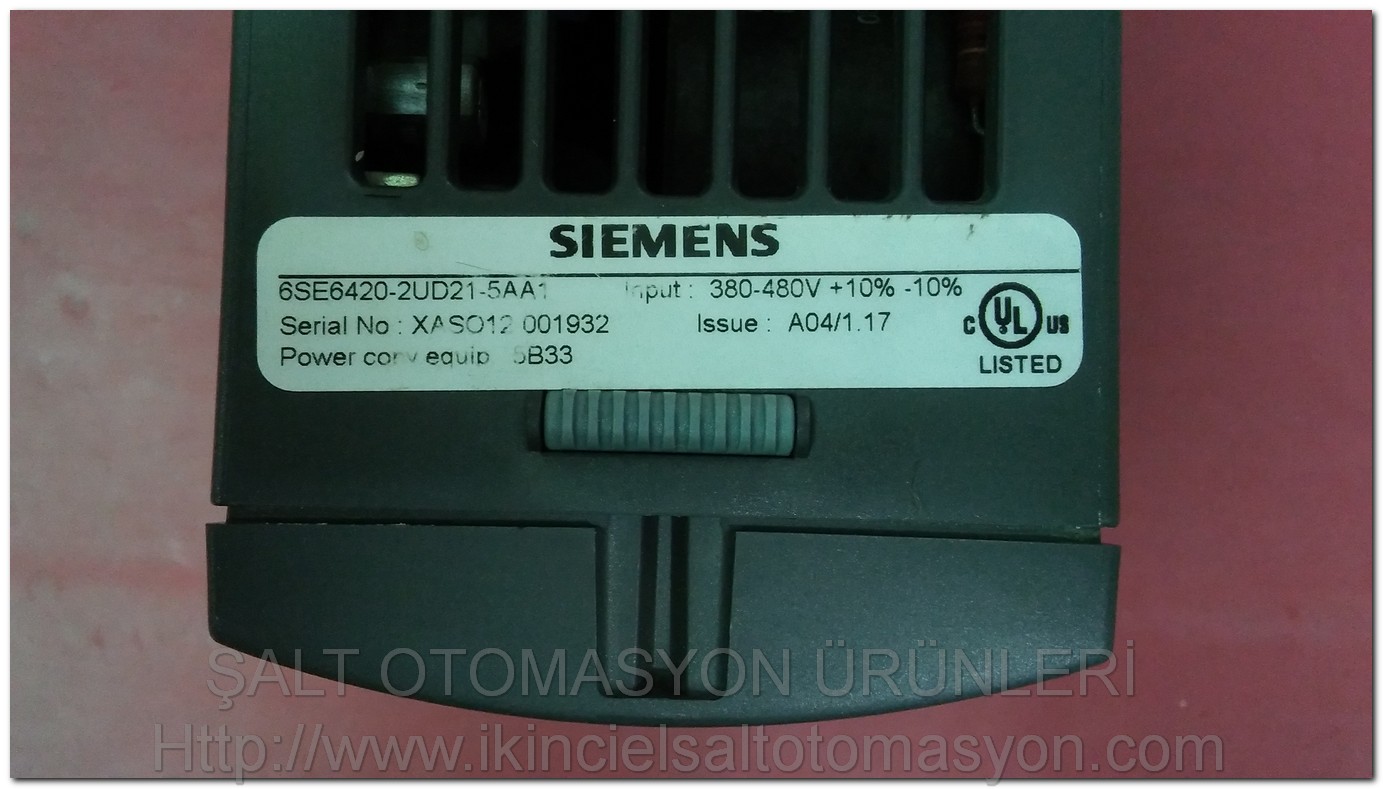 SIEMENS
6SE6420-2UD21-5AA1 Input : 380-480V +10% -10%
Serial No : XASO12 001932 Issue : A04/1.17
Power conv equip 5B33
C UL US
LISTED
ŞALT OTOMASYON ÜRÜNLERİ
Http://www.ikincielsaltotomasyon.com